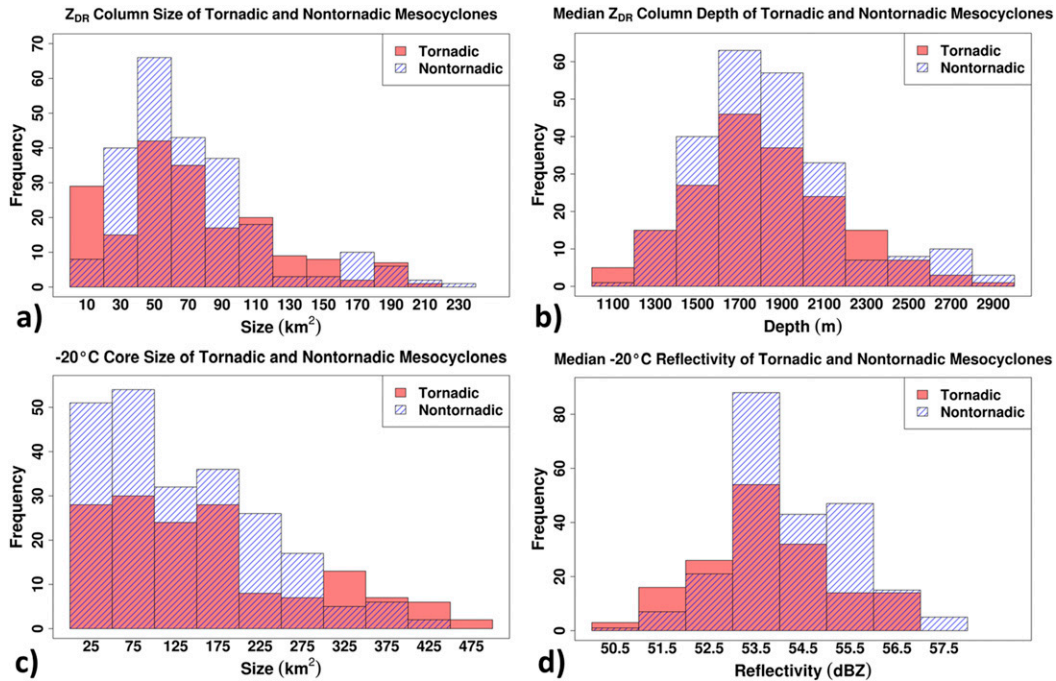 Z_DR Column Size of Tornadic and Nontornadic Mesocyclones
Tornadic
Nontornadic
Frequency
0 10 20 30 40 50 60 70
10 30 50 70 90 110 130 150 170 190 210 230
Size (km²)
a)
Median Z_DR Column Depth of Tornadic and Nontornadic Mesocyclones
Tornadic
Nontornadic
Frequency
0 10 20 30 40 50 60
1100 1300 1500 1700 1900 2100 2300 2500 2700 2900
Depth (m)
b)
-20°C Core Size of Tornadic and Nontornadic Mesocyclones
Tornadic
Nontornadic
Frequency
0 10 20 30 40 50
25 75 125 175 225 275 325 375 425 475
Size (km²)
c)
Median -20°C Reflectivity of Tornadic and Nontornadic Mesocyclones
Tornadic
Nontornadic
Frequency
0 20 40 60 80
50.5 51.5 52.5 53.5 54.5 55.5 56.5 57.5
Reflectivity (dBZ)
d)